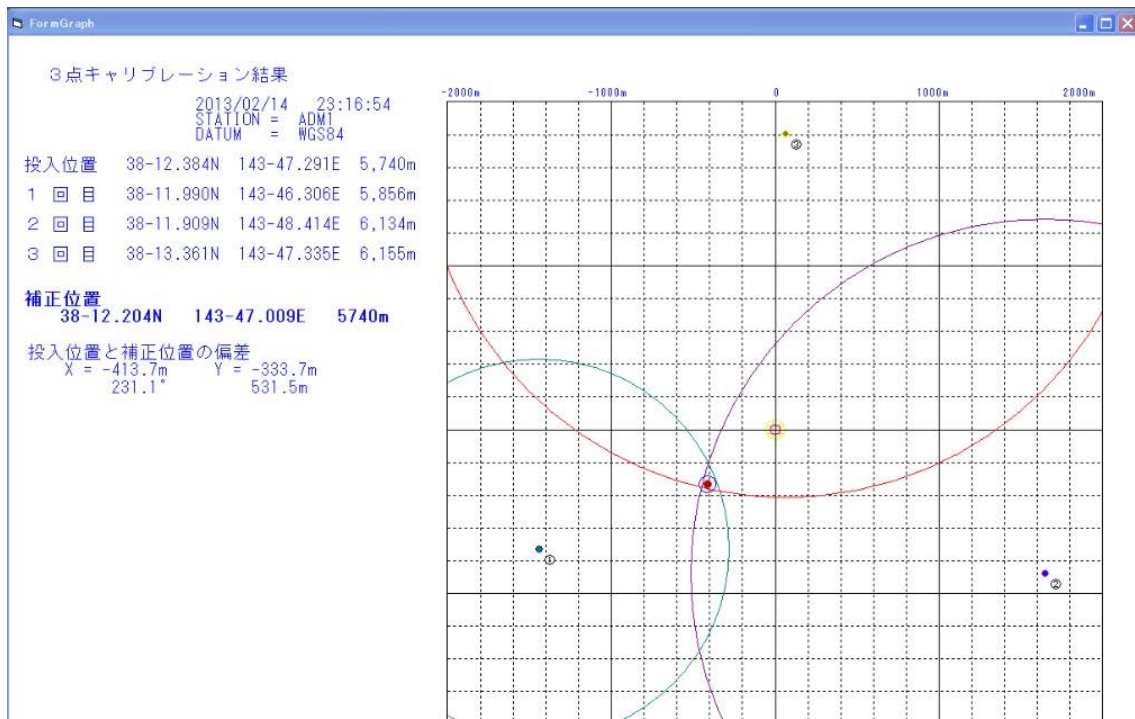 FormGraph
3点キャリブレーション結果
2013/02/14 23:16:54
STATION = ADM1
DATUM = WGS84
投入位置 38-12.384N 143-47.291E 5,740m
1 回 目 38-11.990N 143-46.306E 5,856m
2 回 目 38-11.909N 143-48.414E 6,134m
3 回 目 38-13.361N 143-47.335E 6,155m
補正位置
38-12.204N 143-47.009E 5740m
投入位置と補正位置の偏差
X = -413.7m Y = -333.7m
231.1° 531.5m
-2000m -1000m 0 1000m 2000m
③
①
②